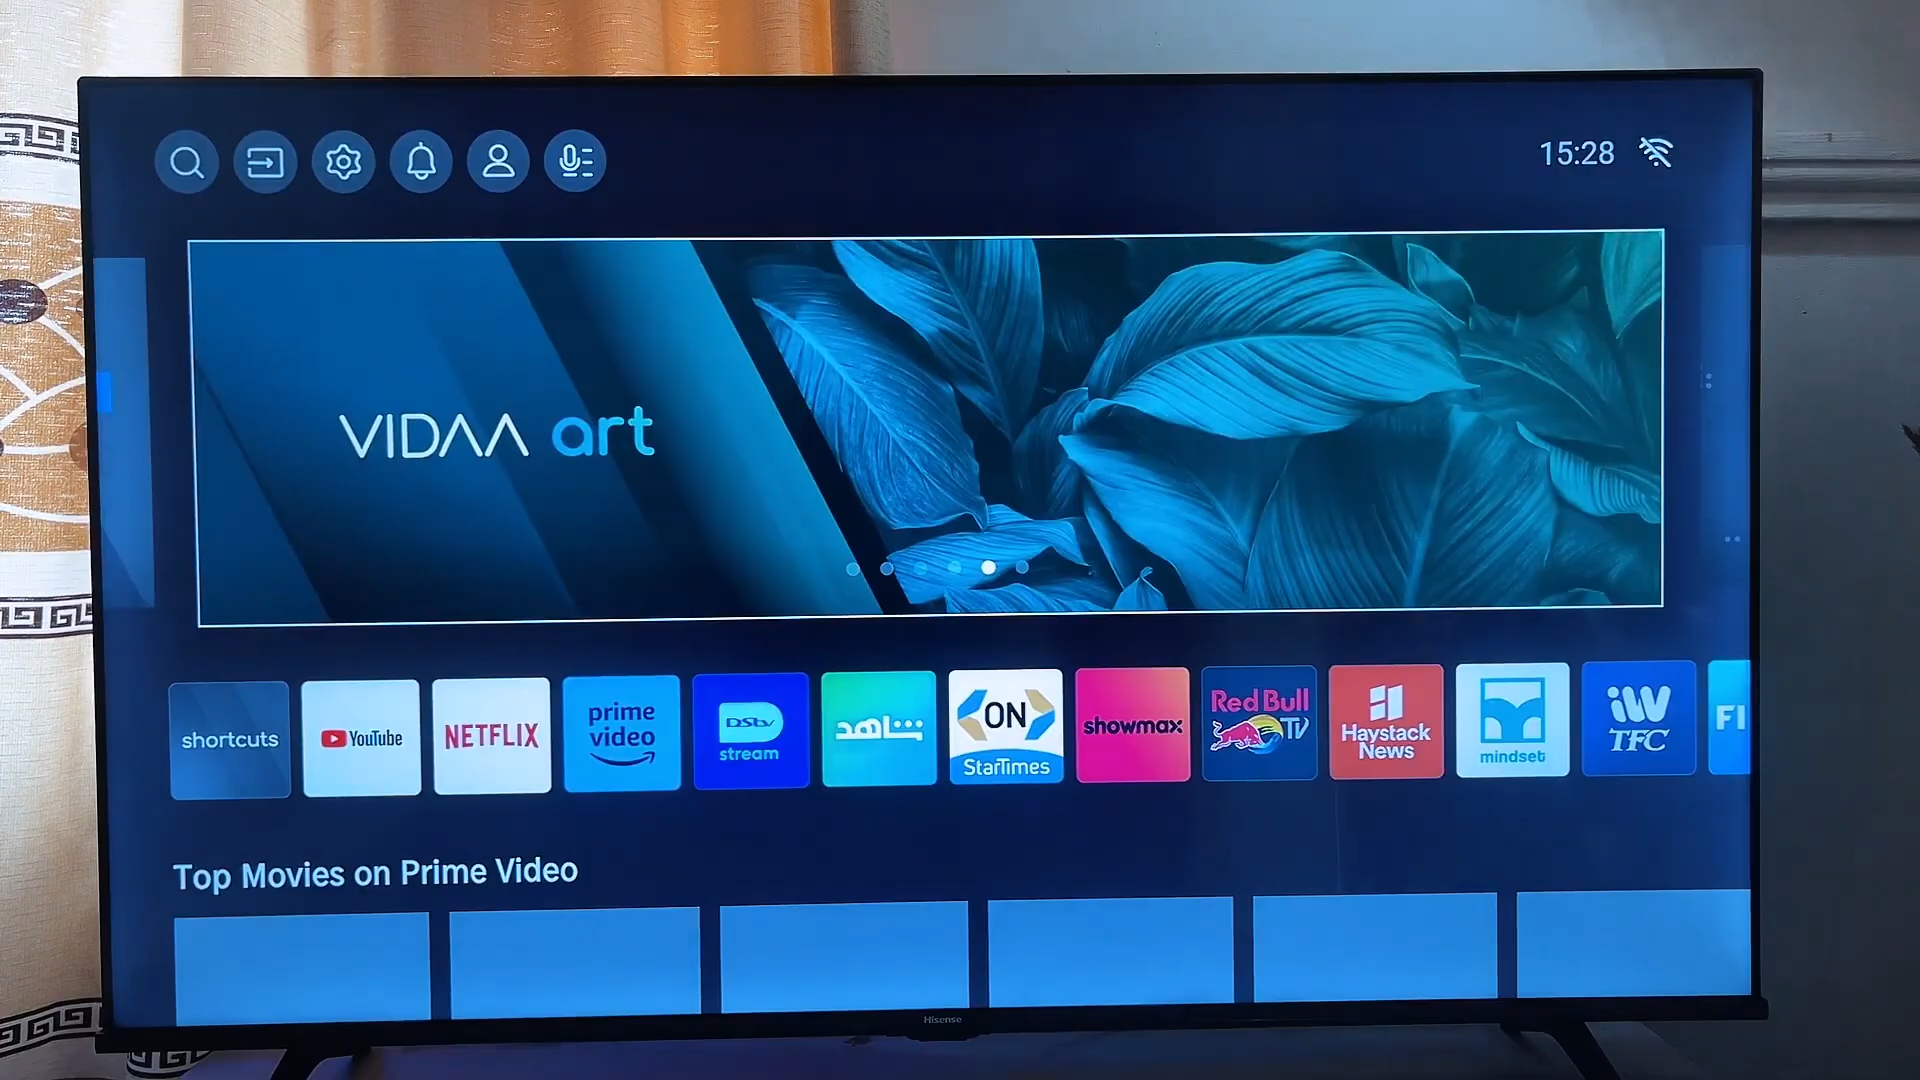 15:28
VIDAA art
shortcuts
YouTube
NETFLIX
prime
video
DStv
stream
شاهد
ON
StarTimes
showmax
Red Bull
TV
Haystack
News
mindset
iW
TFC
FI
Top Movies on Prime Video
Hisense